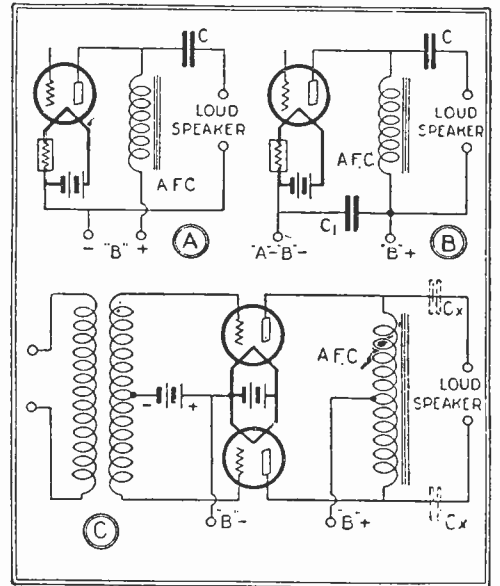 C
LOUD
SPEAKER
A.F.C
- "B" +
A
C
LOUD
SPEAKER
A.F.C
C1
"A-"B"-
"B"+
B
Cx
A.F.C
LOUD
SPEAKER
- +
Cx
"B"-
"B"+
C